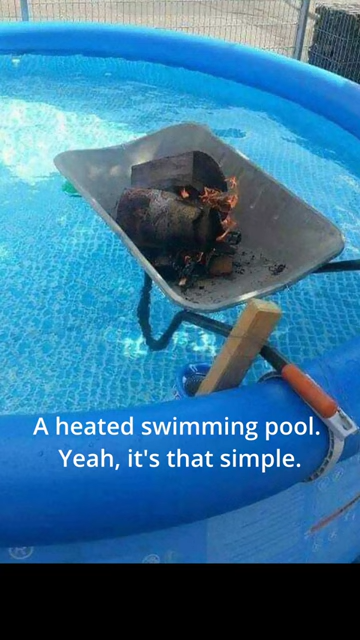 A heated swimming pool.
Yeah, it's that simple.